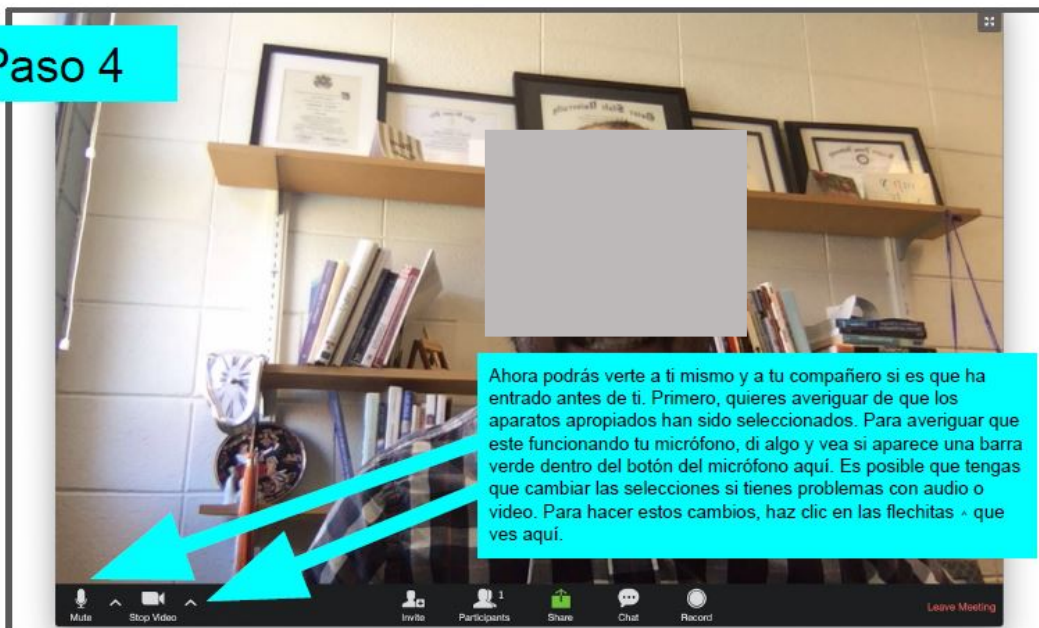 Paso 4
Ahora podrás verte a ti mismo y a tu compañero si es que ha
entrado antes de ti. Primero, quieres averiguar de que los
aparatos apropiados han sido seleccionados. Para averiguar que
este funcionando tu micrófono, di algo y vea si aparece una barra
verde dentro del botón del micrófono aquí. Es posible que tengas
que cambiar las selecciones si tienes problemas con audio o
video. Para hacer estos cambios, haz clic en las flechitas ^ que
ves aquí.
Mute
Stop Video
Invite
Participants 1
Share
Chat
Record
Leave Meeting